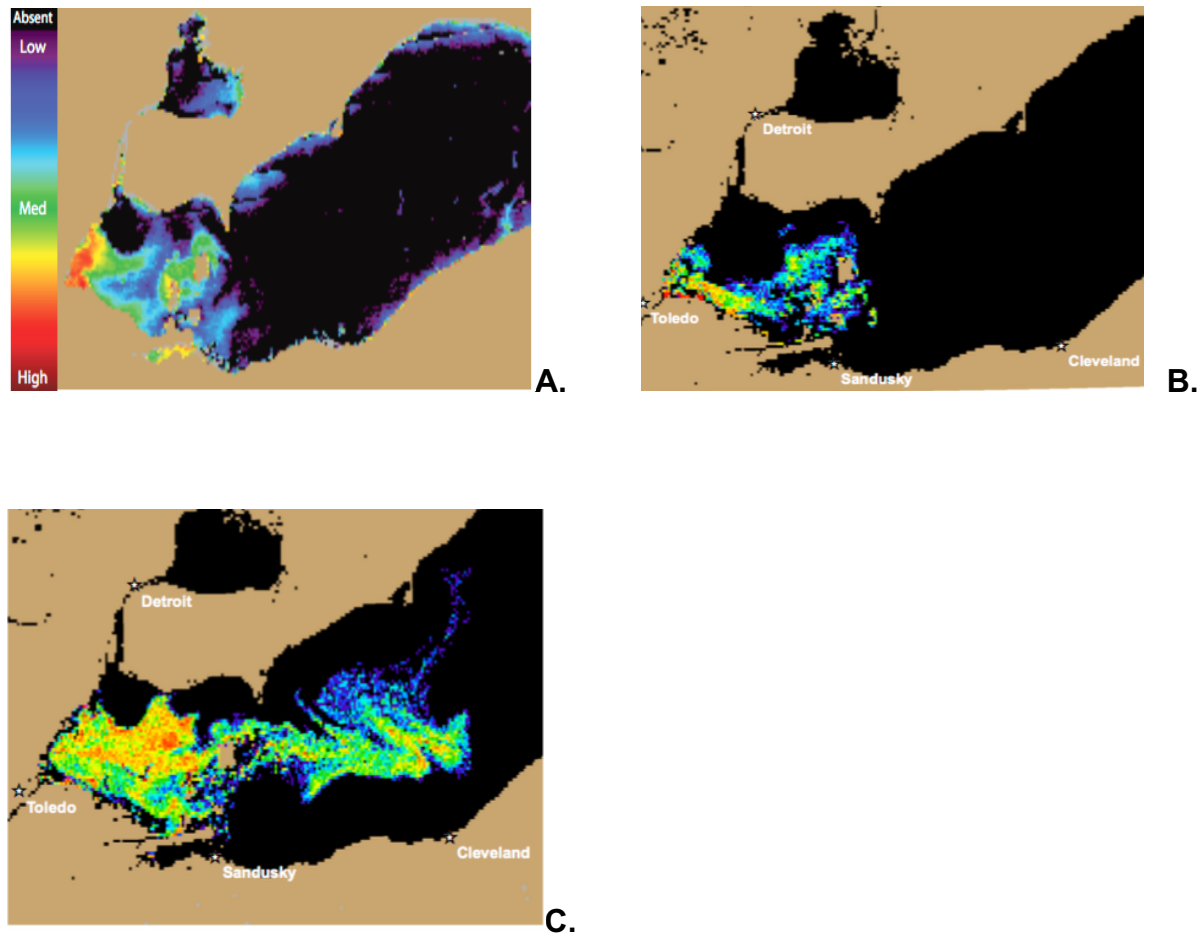 Absent
Low
Med
High
A.
Detroit
Toledo
Sandusky
Cleveland
B.
Detroit
Toledo
Sandusky
Cleveland
C.